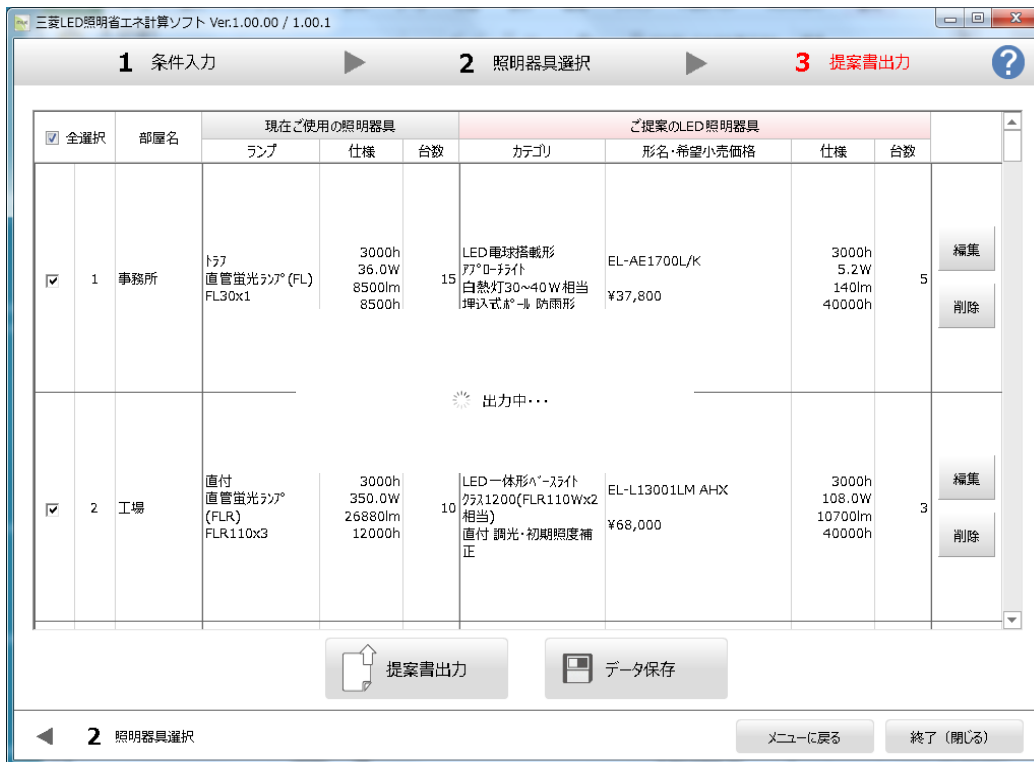 三菱LED照明省エネ計算ソフト Ver.1.00.00 / 1.00.1
1 条件入力
2 照明器具選択
3 提案書出力
?
全選択
部屋名
現在ご使用の照明器具
ご提案のLED照明器具
ランプ
仕様
台数
カテゴリ
形名・希望小売価格
仕様
台数
1
事務所
トラフ
直管蛍光ランプ(FL)
FL30x1
3000h
36.0W
8500lm
8500h
15
LED電球搭載形
アプローチライト
白熱灯30~40W相当
埋込式ポール 防雨形
EL-AE1700L/K
¥37,800
3000h
5.2W
140lm
40000h
5
編集
削除
出力中・・・
2
工場
直付
直管蛍光ランプ
(FLR)
FLR110x3
3000h
350.0W
26880lm
12000h
10
LED一体形ベースライト
クラス1200(FLR110Wx2
相当)
直付 調光・初期照度補
正
EL-L13001LM AHX
¥68,000
3000h
108.0W
10700lm
40000h
3
編集
削除
提案書出力
データ保存
2 照明器具選択
メニューに戻る
終了（閉じる）